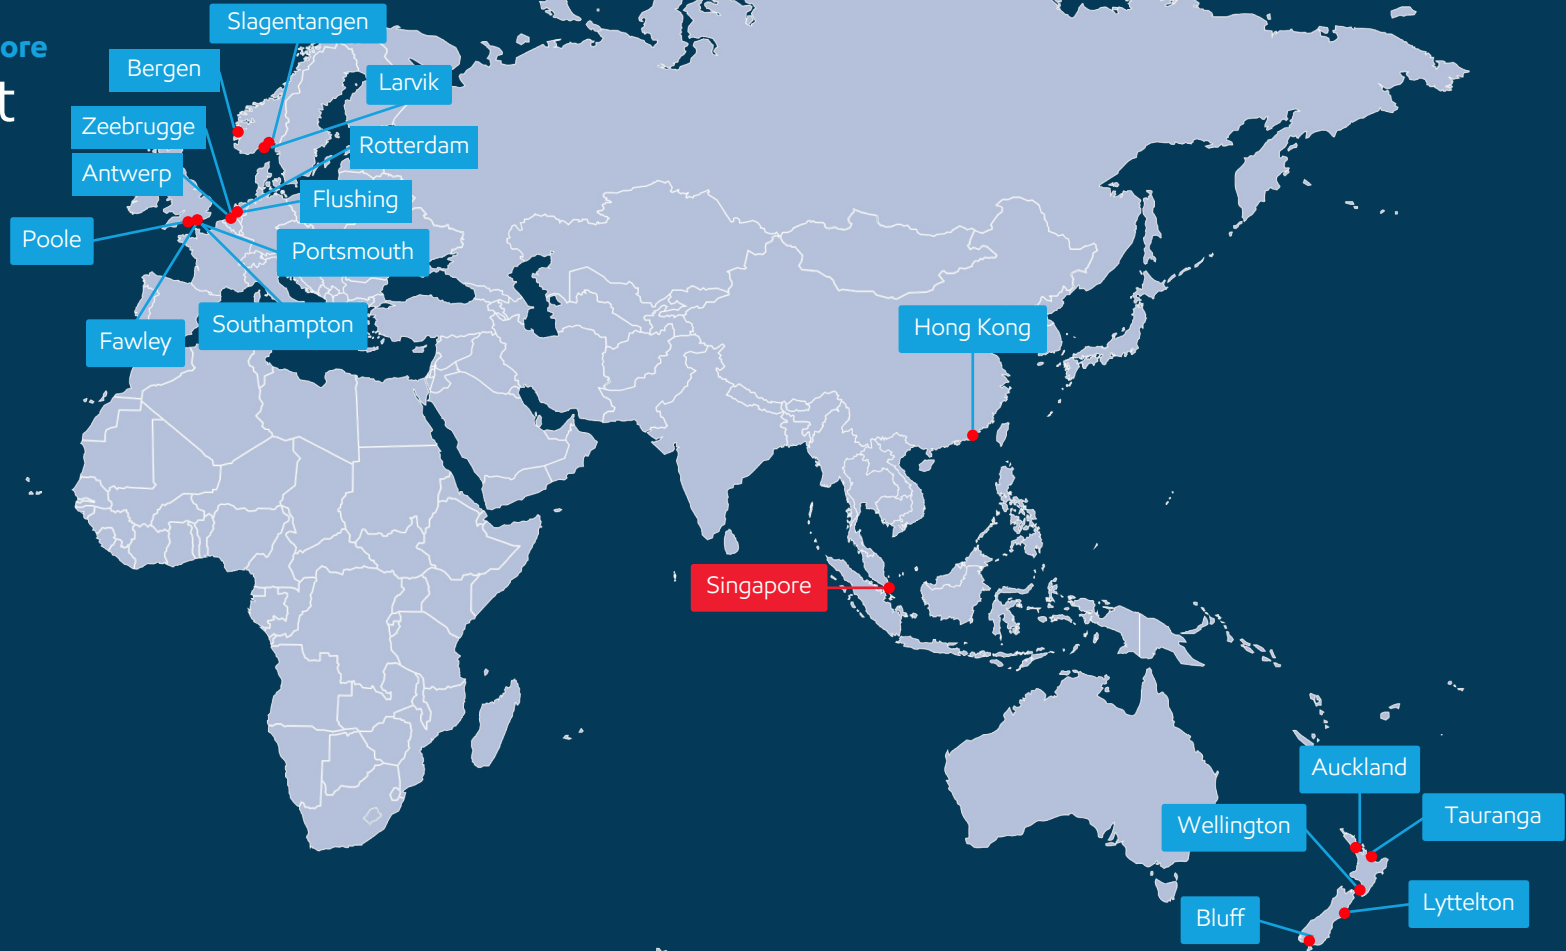 ore
t
Slagentangen
Bergen
Larvik
Zeebrugge
Rotterdam
Antwerp
Flushing
Poole
Portsmouth
Fawley
Southampton
Hong Kong
Singapore
Auckland
Tauranga
Wellington
Lyttelton
Bluff